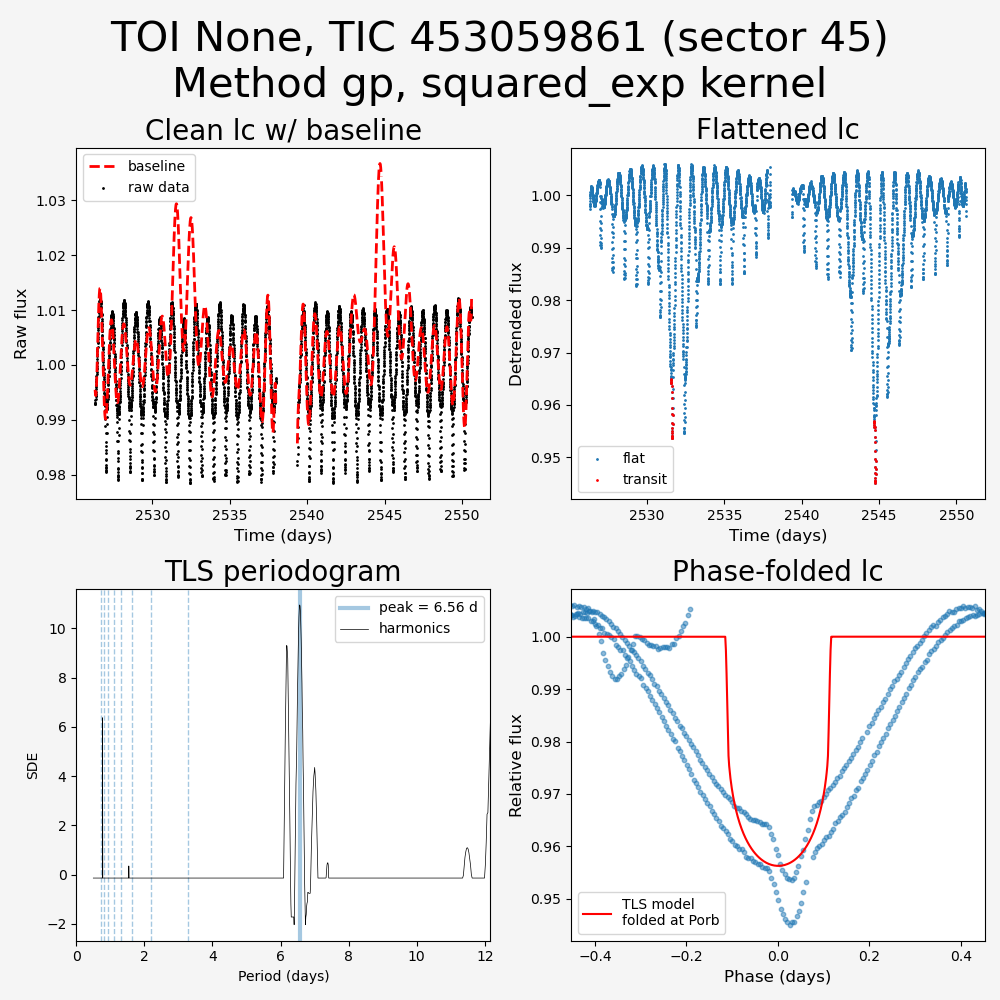 TOI None, TIC 453059861 (sector 45)
Method gp, squared_exp kernel
Clean lc w/ baseline
baseline
raw data
1.03
1.02
1.01
1.00
0.99
0.98
Raw flux
2530
2535
2540
2545
2550
Time (days)
Flattened lc
1.00
0.99
0.98
0.97
0.96
0.95
Detrended flux
flat
transit
2530
2535
2540
2545
2550
Time (days)
TLS periodogram
peak = 6.56 d
harmonics
10
8
6
4
2
0
−2
SDE
0
2
4
6
8
10
12
Period (days)
Phase-folded lc
1.00
0.99
0.98
0.97
0.96
0.95
Relative flux
TLS model
folded at Porb
−0.4
−0.2
0.0
0.2
0.4
Phase (days)